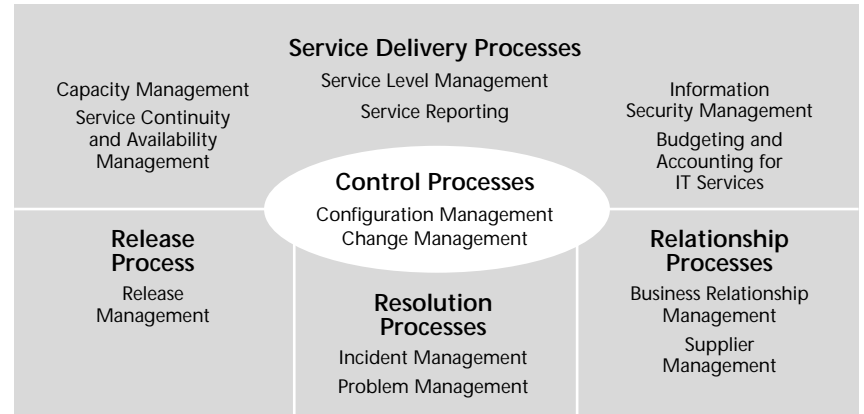 Service Delivery Processes
Capacity Management
Service Continuity
and Availability
Management
Service Level Management
Service Reporting
Information
Security Management
Budgeting and
Accounting for
IT Services
Control Processes
Configuration Management
Change Management
Release
Process
Release
Management
Resolution
Processes
Incident Management
Problem Management
Relationship
Processes
Business Relationship
Management
Supplier
Management